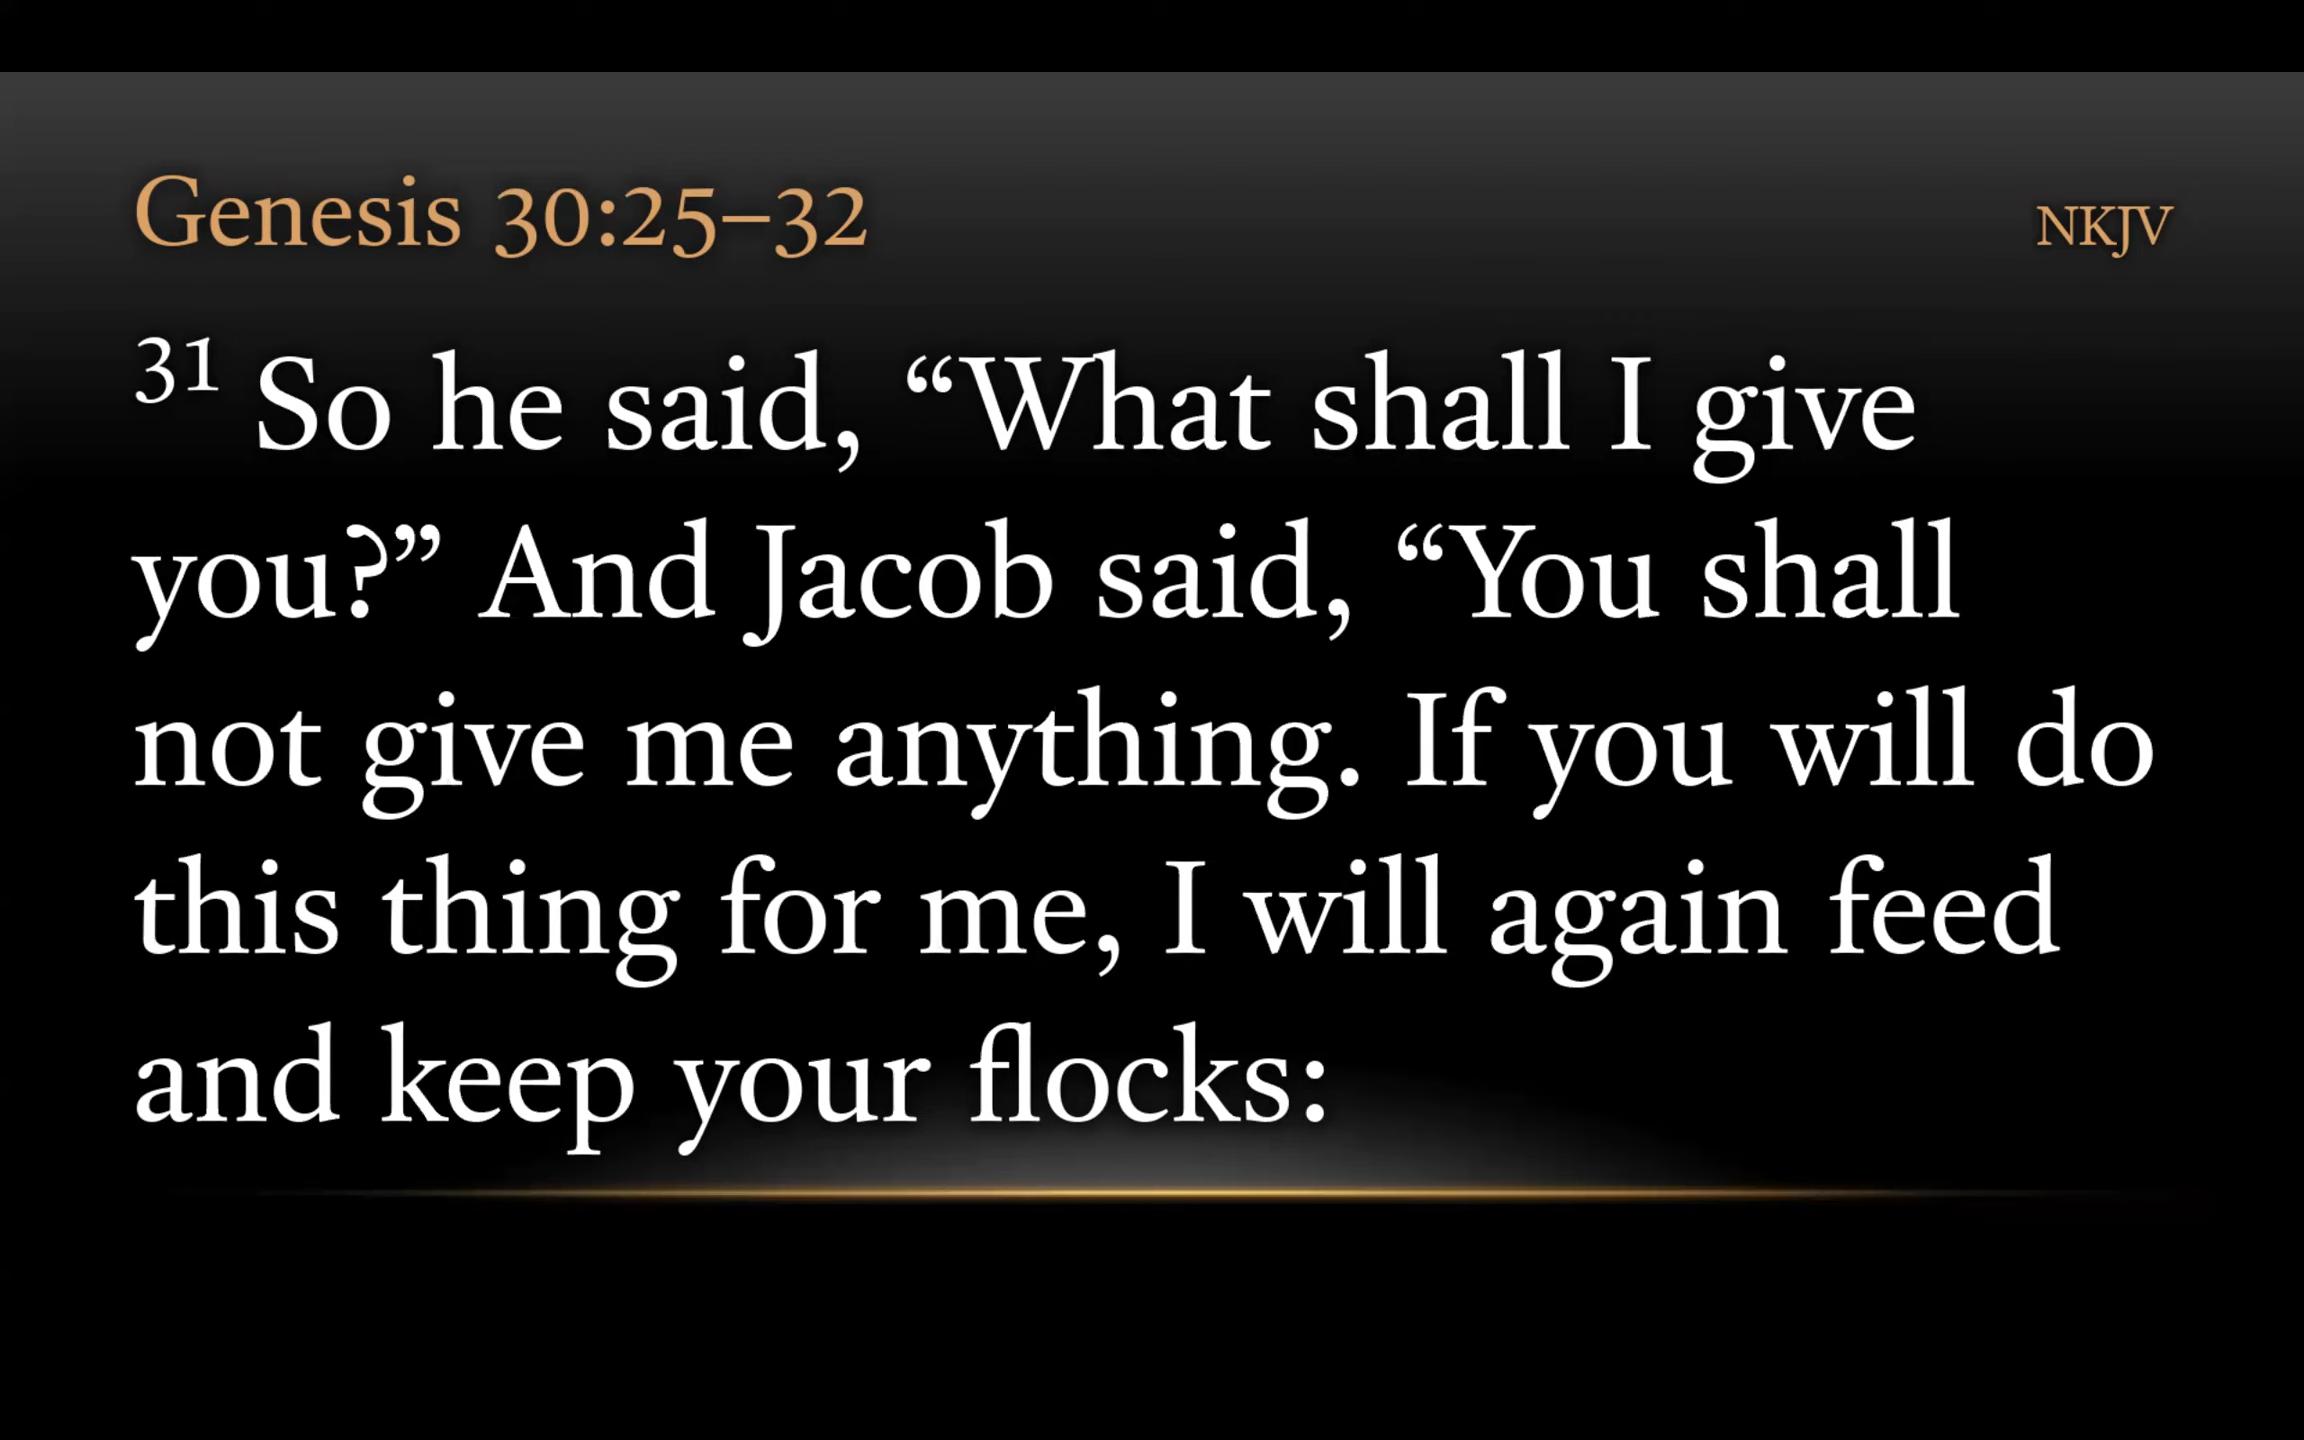 Genesis 30:25–32
NKJV
31 So he said, “What shall I give
you?” And Jacob said, “You shall
not give me anything. If you will do
this thing for me, I will again feed
and keep your flocks: